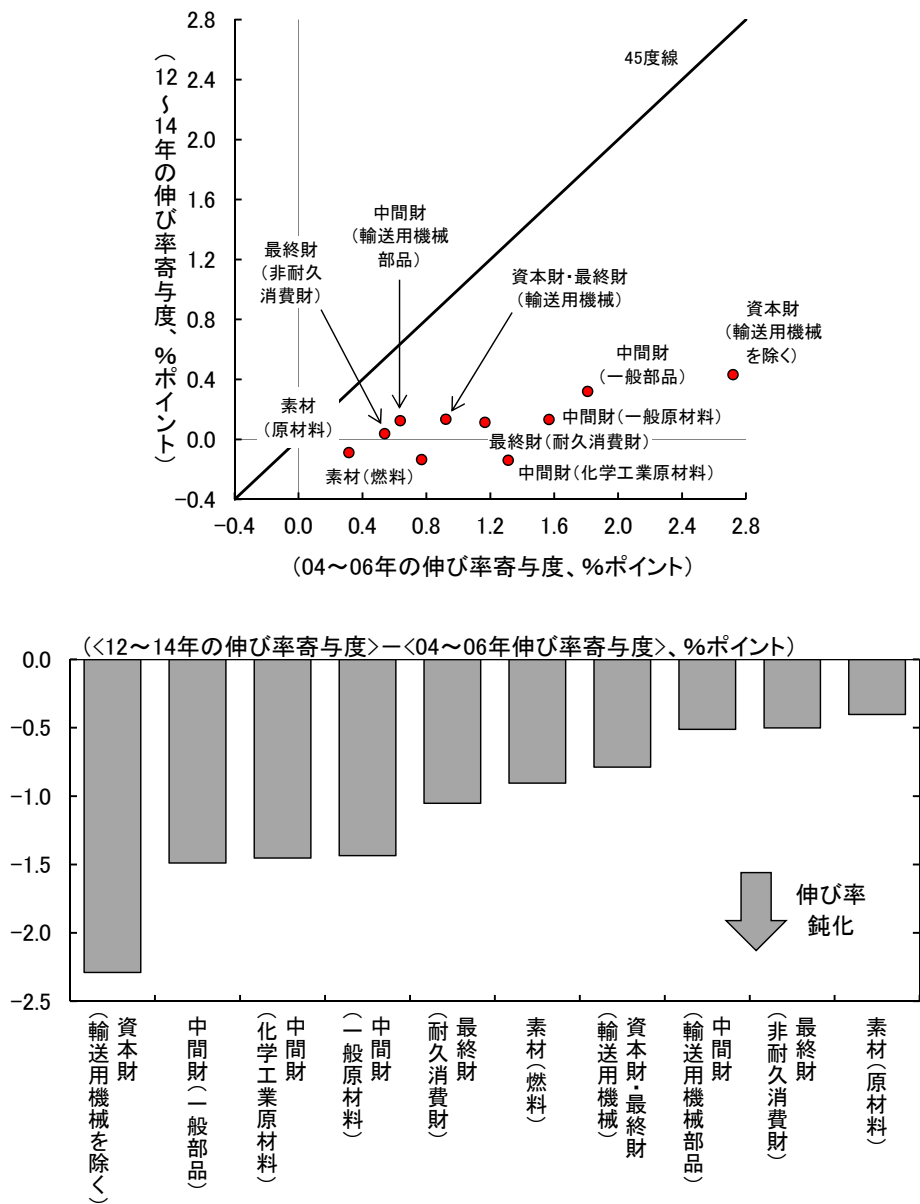 2.8
2.4
2.0
1.6
1.2
0.8
0.4
0.0
−0.4
（12～14年の伸び率寄与度、%ポイント）
45度線
中間財
（輸送用機械
部品）
最終財
（非耐久
消費財）
資本財・最終財
（輸送用機械）
資本財
（輸送用機械
を除く）
中間財
（一般部品）
素材
（原材料）
中間財（一般原材料）
最終財（耐久消費財）
素材（燃料）
中間財（化学工業原材料）
−0.4 0.0 0.4 0.8 1.2 1.6 2.0 2.4 2.8
（04～06年の伸び率寄与度、%ポイント）
（<12～14年の伸び率寄与度>−<04～06年伸び率寄与度>、%ポイント）
0.0
−0.5
−1.0
−1.5
−2.0
−2.5
伸び率
鈍化
資本財
（輸送用機械を除く）
中間財（一般部品）
中間財
（化学工業原材料）
中間財
（一般原材料）
最終財
（耐久消費財）
素材（燃料）
資本財・最終財
（輸送用機械）
中間財
（輸送用機械部品）
最終財
（非耐久消費財）
素材（原材料）